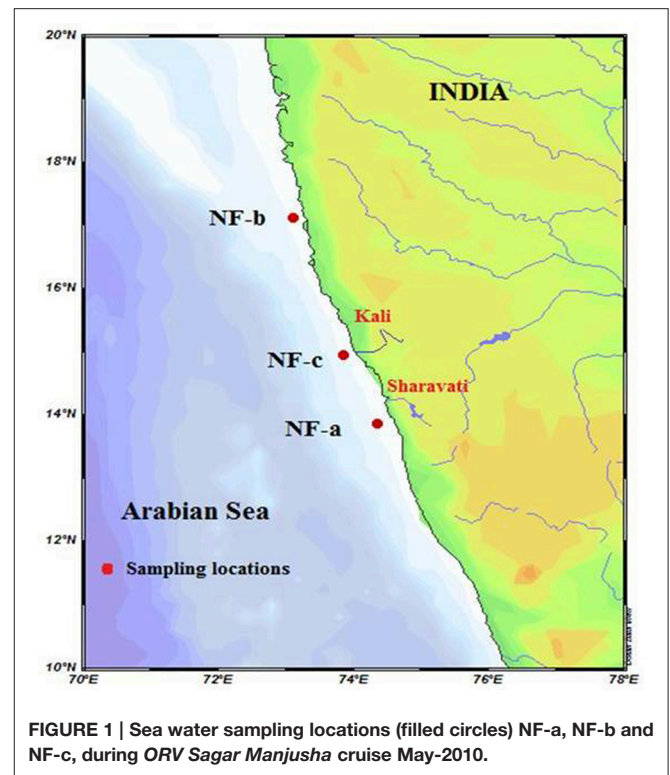 20°N
18°N
16°N
14°N
12°N
10°N
70°E
72°E
74°E
76°E
78°E
INDIA
NF-b
Kali
NF-c
Sharavati
NF-a
Arabian Sea
Sampling locations
FIGURE 1 | Sea water sampling locations (filled circles) NF-a, NF-b and
NF-c, during ORV Sagar Manjusha cruise May-2010.